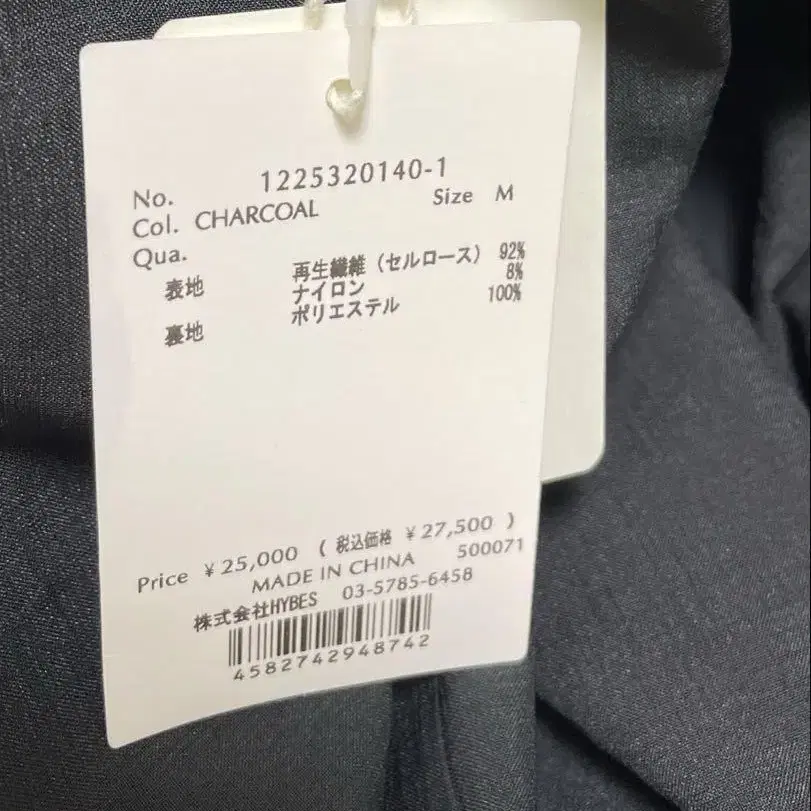 No. 1225320140-1
Col. CHARCOAL Size M
Qua.
表地 再生繊維（セルロース） 92%
ナイロン 8%
裏地 ポリエステル 100%
Price ¥25,000 （ 税込価格 ¥27,500 ）
MADE IN CHINA 500071
株式会社HYBES 03-5785-6458
4582742948742